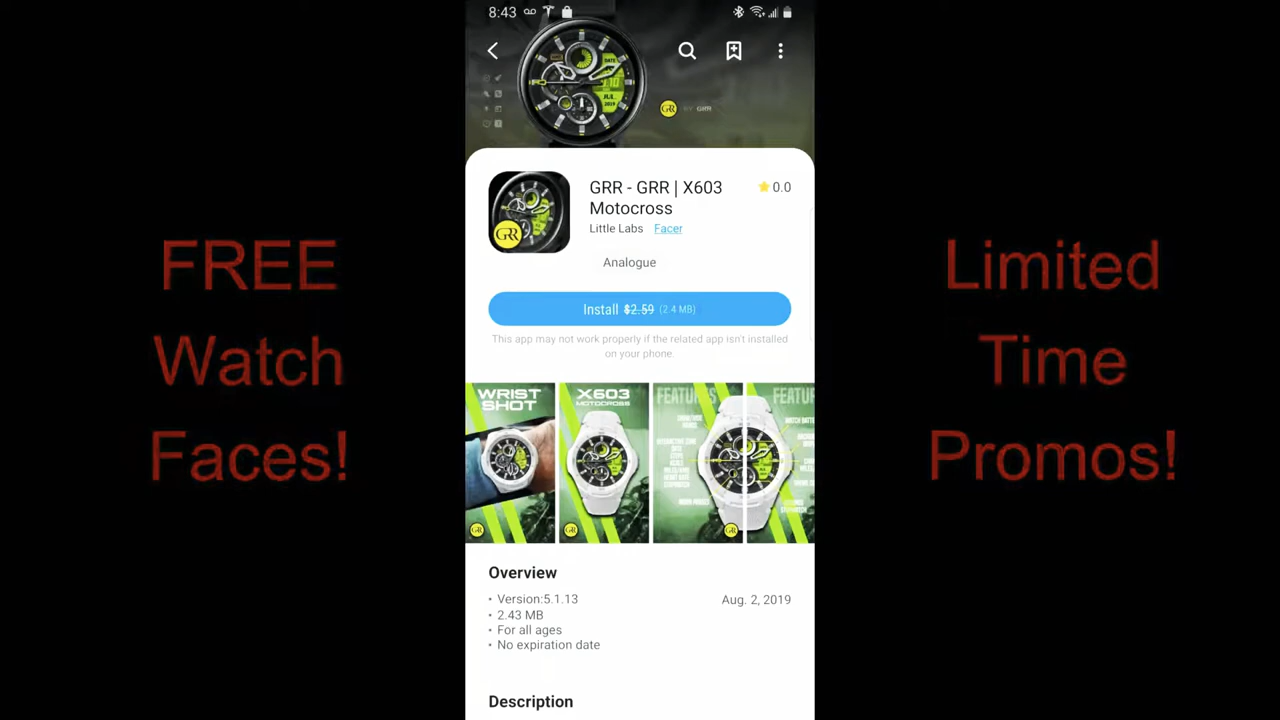 8:43
BY GRR
FREE
Watch
Faces!
GRR - GRR | X603
Motocross
0.0
Little Labs Facer
Analogue
Install $2.59 (2.4 MB)
This app may not work properly if the related app isn't installed
on your phone.
WRIST
SHOT
X603
MOTOCROSS
FEATURES
FEATURES
Overview
• Version:5.1.13
Aug. 2, 2019
• 2.43 MB
• For all ages
• No expiration date
Description
Limited
Time
Promos!